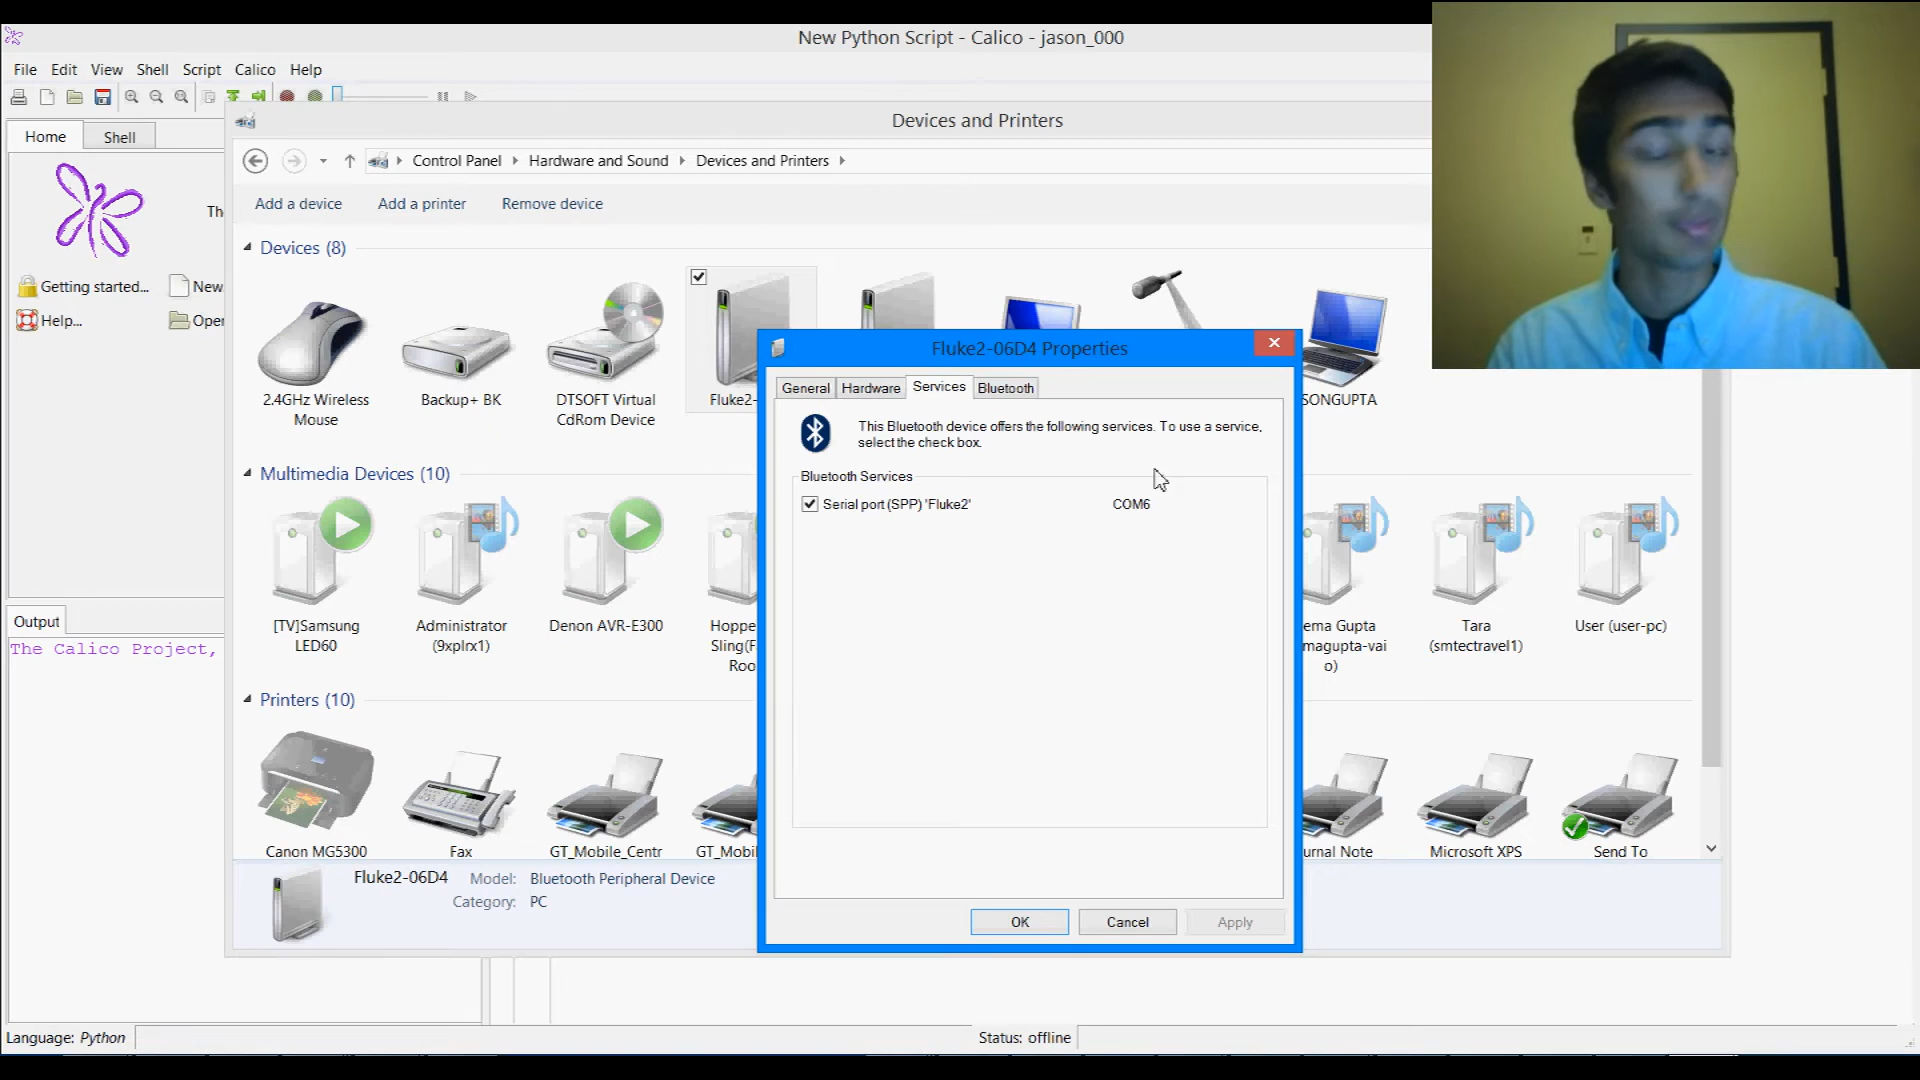 New Python Script - Calico - jason_000
File Edit View Shell Script Calico Help
Devices and Printers
Home Shell
Control Panel Hardware and Sound Devices and Printers
Add a device Add a printer Remove device
Th
Getting started... New
Help... Oper
Devices (8)
2.4GHz Wireless
Mouse
Backup+ BK
DTSOFT Virtual
CdRom Device
Fluke2-
SONGUPTA
Fluke2-06D4 Properties
General Hardware Services Bluetooth
This Bluetooth device offers the following services. To use a service,
select the check box.
Bluetooth Services
Serial port (SPP) 'Fluke2' COM6
OK Cancel Apply
Multimedia Devices (10)
[TV]Samsung
LED60
Administrator
(9xplrx1)
Denon AVR-E300
Hoppe
Sling(F
Roo
ema Gupta
magupta-vai
o)
Tara
(smtectravel1)
User (user-pc)
Output
The Calico Project,
Printers (10)
Canon MG5300
Fax
GT_Mobile_Centr
GT_Mobil
urnal Note
Microsoft XPS
Send To
Fluke2-06D4 Model: Bluetooth Peripheral Device
Category: PC
Language: Python
Status: offline